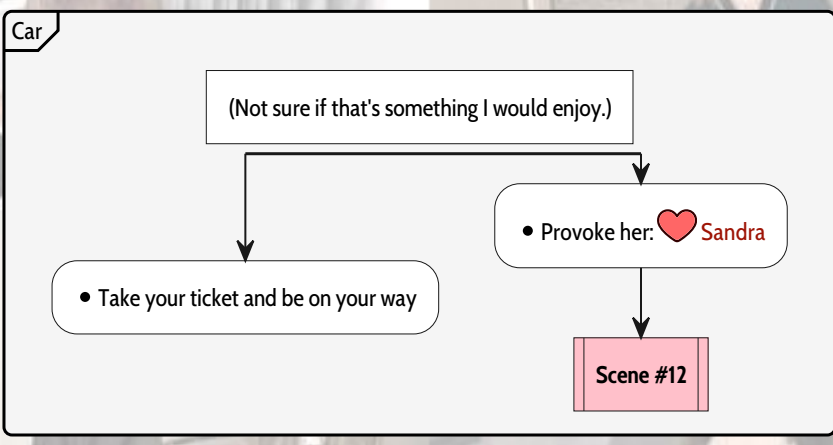 Car
(Not sure if that's something I would enjoy.)
• Provoke her: Sandra
• Take your ticket and be on your way
Scene #12